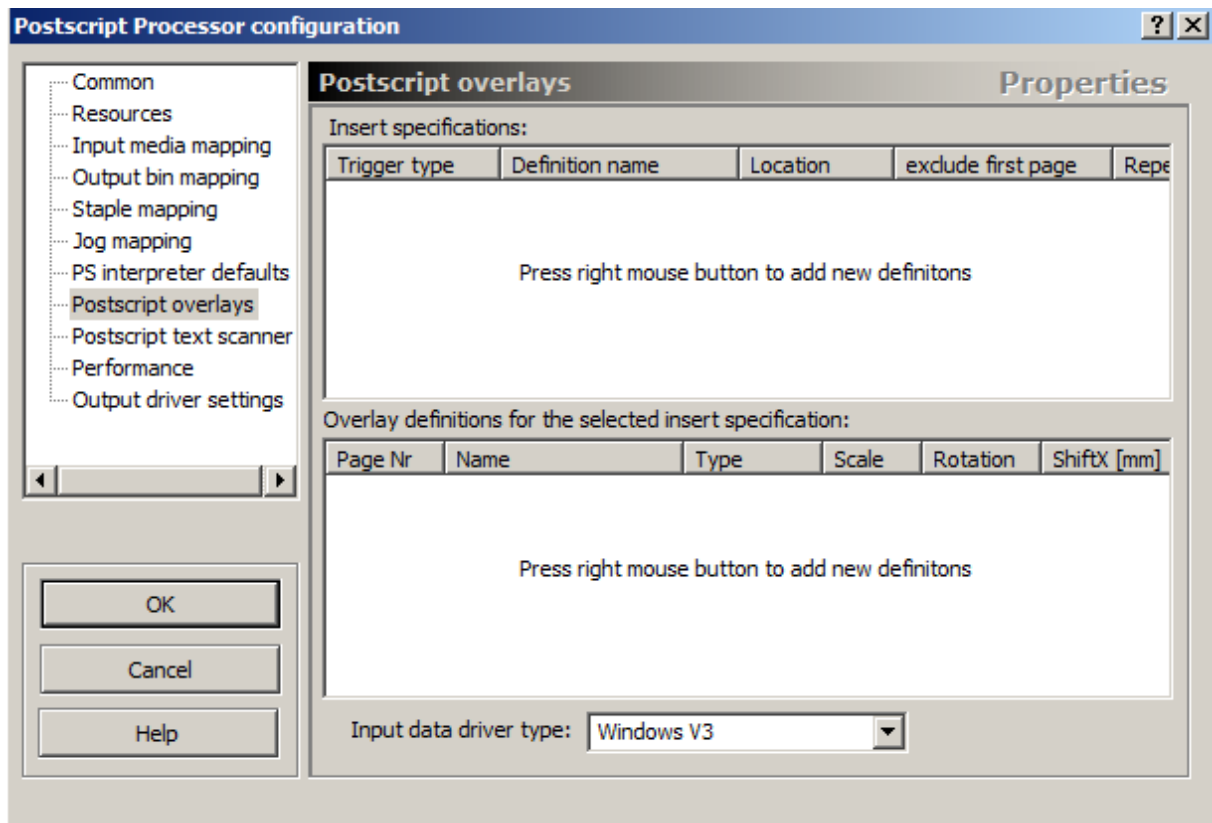 Postscript Processor configuration
Common
Resources
Input media mapping
Output bin mapping
Staple mapping
Jog mapping
PS interpreter defaults
Postscript overlays
Postscript text scanner
Performance
Output driver settings
OK
Cancel
Help
Postscript overlays Properties
Insert specifications:
Trigger type Definition name Location exclude first page Repe
Press right mouse button to add new definitons
Overlay definitions for the selected insert specification:
Page Nr Name Type Scale Rotation ShiftX [mm]
Press right mouse button to add new definitons
Input data driver type: Windows V3